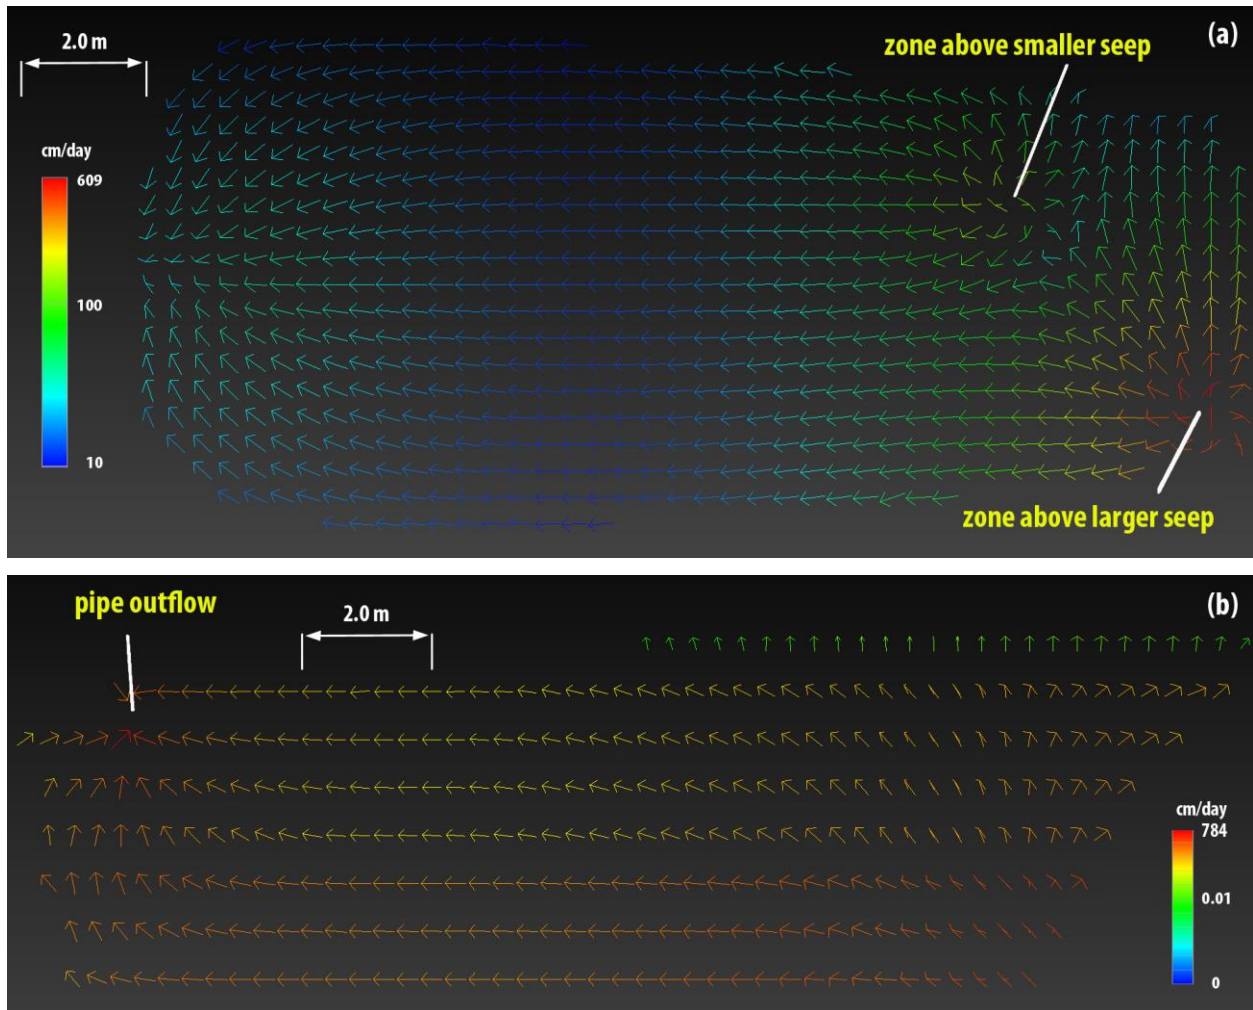 (a)
2.0 m
zone above smaller seep
cm/day
609
100
10
zone above larger seep
(b)
pipe outflow
2.0 m
cm/day
784
0.01
0